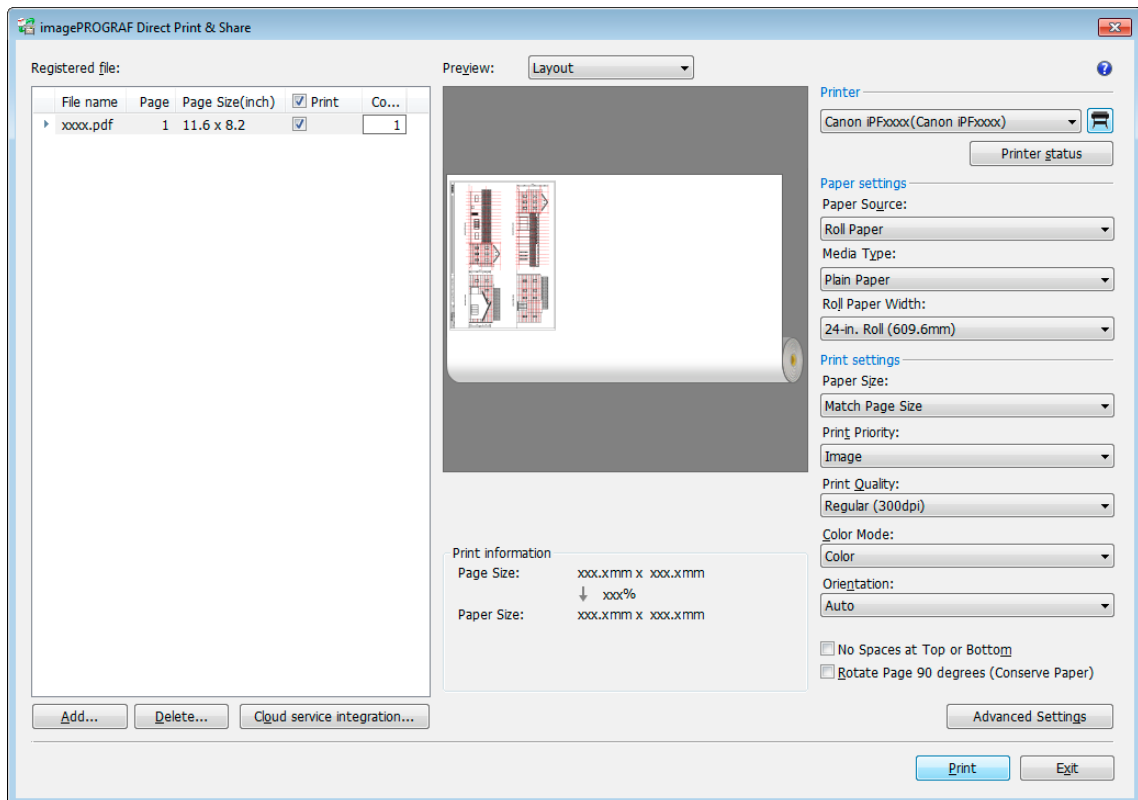 imagePROGRAF Direct Print & Share
Registered file:
File name Page Page Size(inch) Print Co...
xxxx.pdf 1 11.6 x 8.2 1
Add... Delete... Cloud service integration...
Preview: Layout
Print information
Page Size: xxx.xmm x xxx.xmm
xxx%
Paper Size: xxx.xmm x xxx.xmm
Printer
Canon iPFxxxx(Canon iPFxxxx)
Printer status
Paper settings
Paper Source:
Roll Paper
Media Type:
Plain Paper
Roll Paper Width:
24-in. Roll (609.6mm)
Print settings
Paper Size:
Match Page Size
Print Priority:
Image
Print Quality:
Regular (300dpi)
Color Mode:
Color
Orientation:
Auto
No Spaces at Top or Bottom
Rotate Page 90 degrees (Conserve Paper)
Advanced Settings
Print Exit